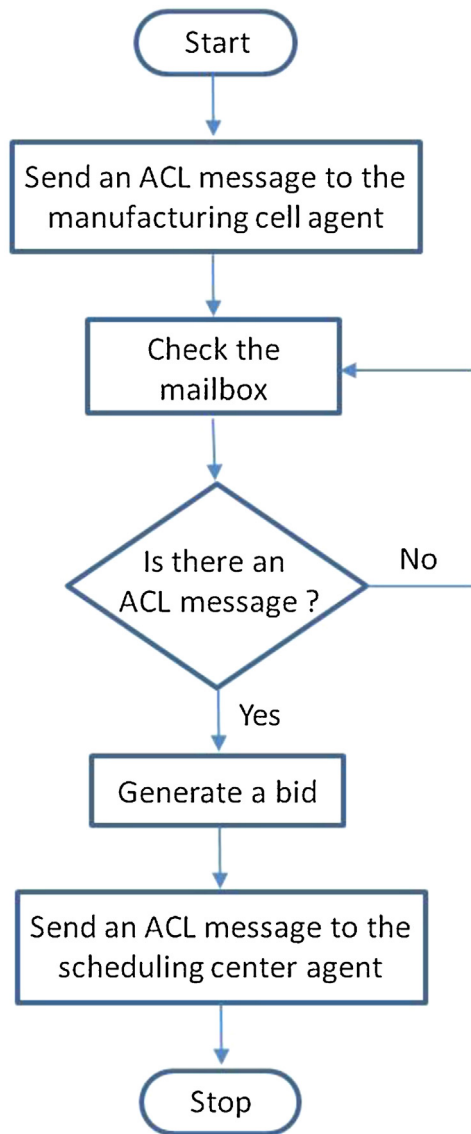 Start
Send an ACL message to the
manufacturing cell agent
Check the
mailbox
Is there an
ACL message ?
No
Yes
Generate a bid
Send an ACL message to the
scheduling center agent
Stop